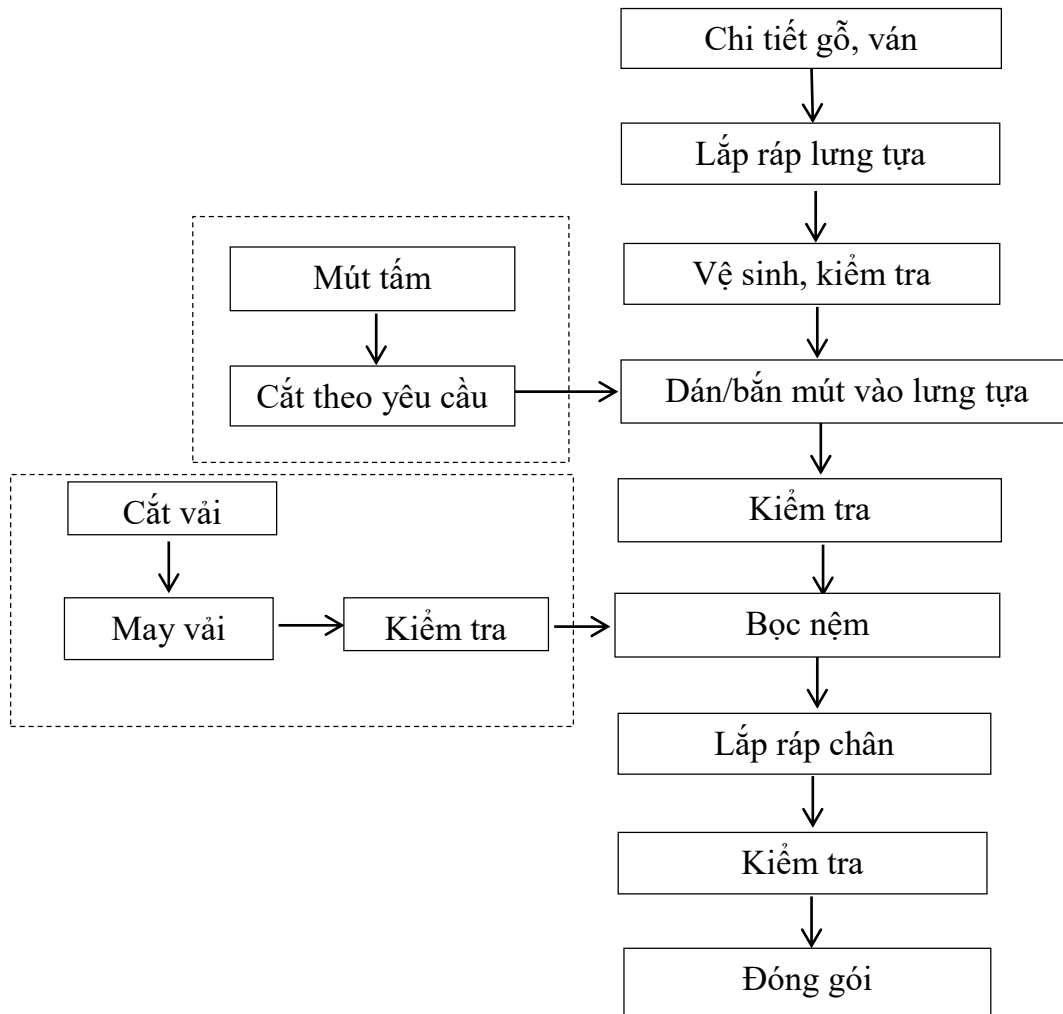 Chi tiết gỗ, ván
Lắp ráp lưng tựa
Vệ sinh, kiểm tra
Mút tấm
Cắt theo yêu cầu
Dán/bắn mút vào lưng tựa
Kiểm tra
Cắt vải
May vải
Kiểm tra
Bọc nệm
Lắp ráp chân
Kiểm tra
Đóng gói